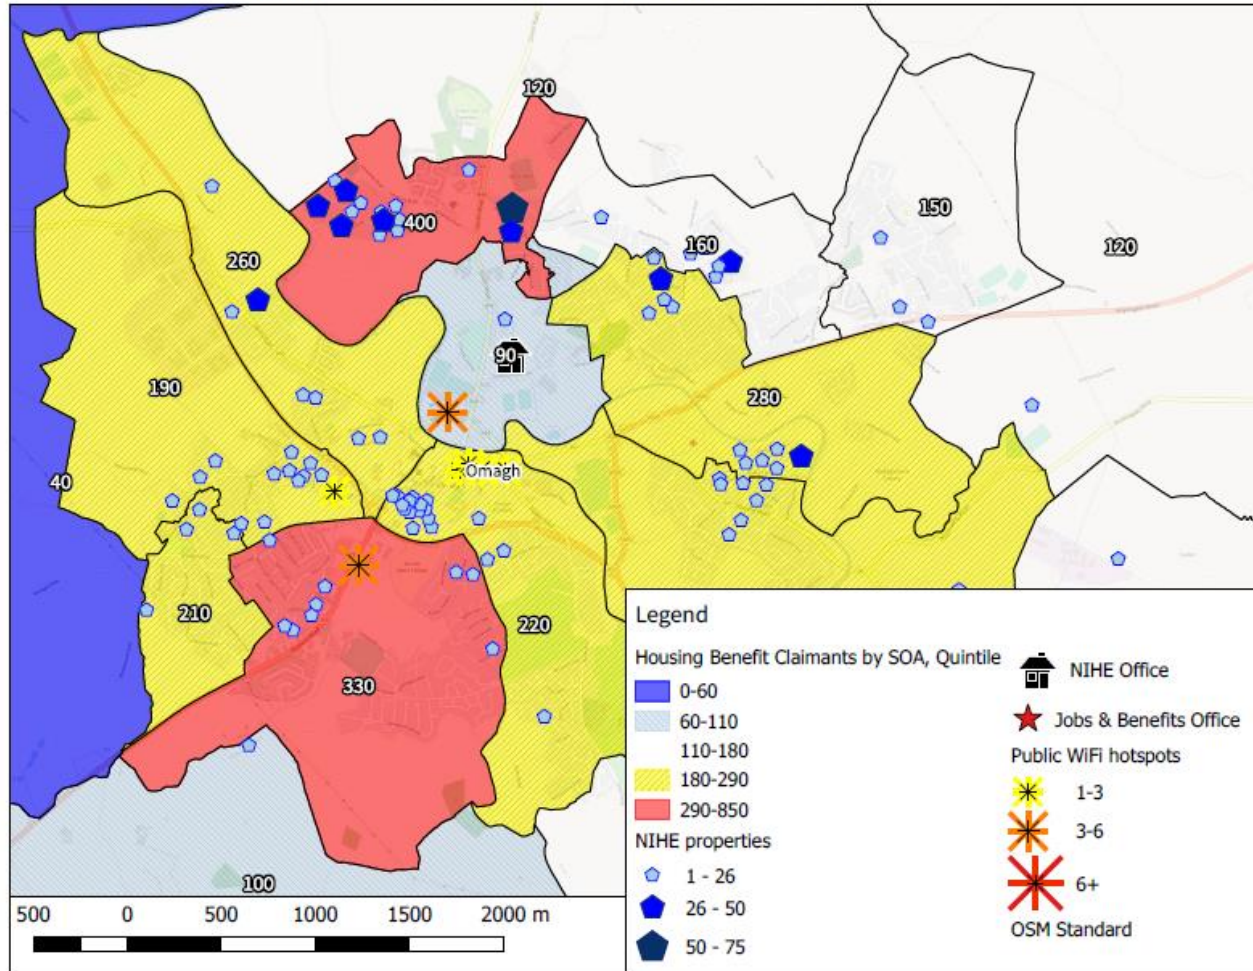 120
150
400
160
120
260
90
190
280
Omagh
40
210
220
330
100
500 0 500 1000 1500 2000 m
Legend
Housing Benefit Claimants by SOA, Quintile
0-60
60-110
110-180
180-290
290-850
NIHE properties
1 - 26
26 - 50
50 - 75
NIHE Office
Jobs & Benefits Office
Public WiFi hotspots
1-3
3-6
6+
OSM Standard